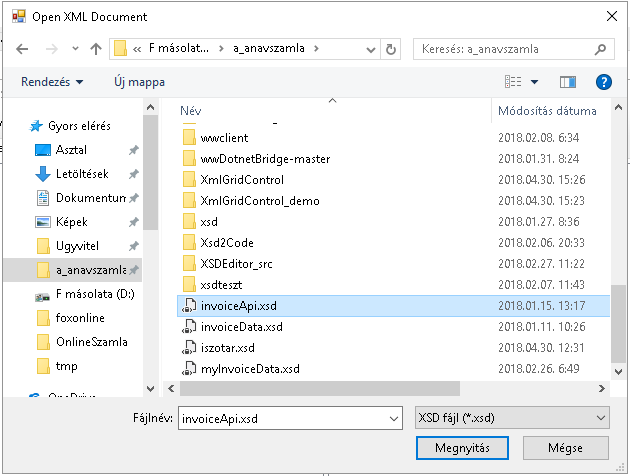 Open XML Document
« F másolat... › a_anavszamla ›
Keresés: a_anavszamla
Rendezés
Új mappa
?
Név
Módosítás dátuma
Gyors elérés
Asztal
Letöltések
Dokumentum
Képek
Ugyvitel
a_anavszamla
F másolata (D:)
foxonline
OnlineSzamla
tmp
OneDrive
wwclient 2018.02.08. 6:34
wwDotnetBridge-master 2018.01.31. 8:24
XmlGridControl 2018.04.30. 15:26
XmlGridControl_demo 2018.04.30. 15:23
xsd 2018.01.27. 8:36
Xsd2Code 2018.02.06. 20:33
XSDEditor_src 2018.02.27. 11:22
xsdteszt 2018.02.07. 11:43
invoiceApi.xsd 2018.01.15. 13:17
invoiceData.xsd 2018.01.11. 10:26
iszotar.xsd 2018.04.30. 12:31
myInvoiceData.xsd 2018.02.26. 6:49
Fájlnév: invoiceApi.xsd
XSD fájl (*.xsd)
Megnyitás
Mégse